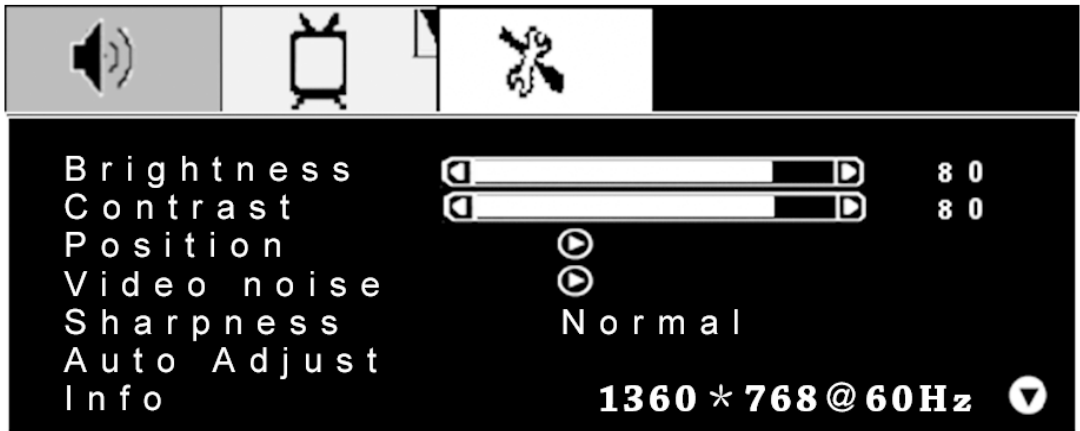 Brightness 80
Contrast 80
Position
Video noise
Sharpness Normal
Auto Adjust
Info 1360*768@60Hz